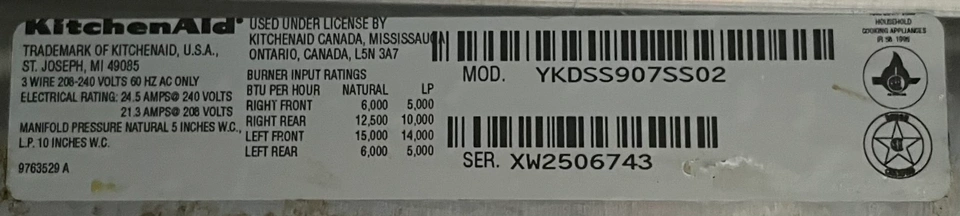 KitchenAid®
TRADEMARK OF KITCHENAID, U.S.A.,
ST. JOSEPH, MI 49085
3 WIRE 208-240 VOLTS 60 HZ AC ONLY
ELECTRICAL RATING: 24.5 AMPS@ 240 VOLTS
21.3 AMPS@ 208 VOLTS
MANIFOLD PRESSURE NATURAL 5 INCHES W.C.,
L.P. 10 INCHES W.C.
9763529 A
USED UNDER LICENSE BY
KITCHENAID CANADA, MISSISSAUGA
ONTARIO, CANADA, L5N 3A7
BURNER INPUT RATINGS
BTU PER HOUR NATURAL LP
RIGHT FRONT 6,000 5,000
RIGHT REAR 12,500 10,000
LEFT FRONT 15,000 14,000
LEFT REAR 6,000 5,000
MOD. YKDSS907SS02
SER. XW2506743
HOUSEHOLD
COOKING APPLIANCES